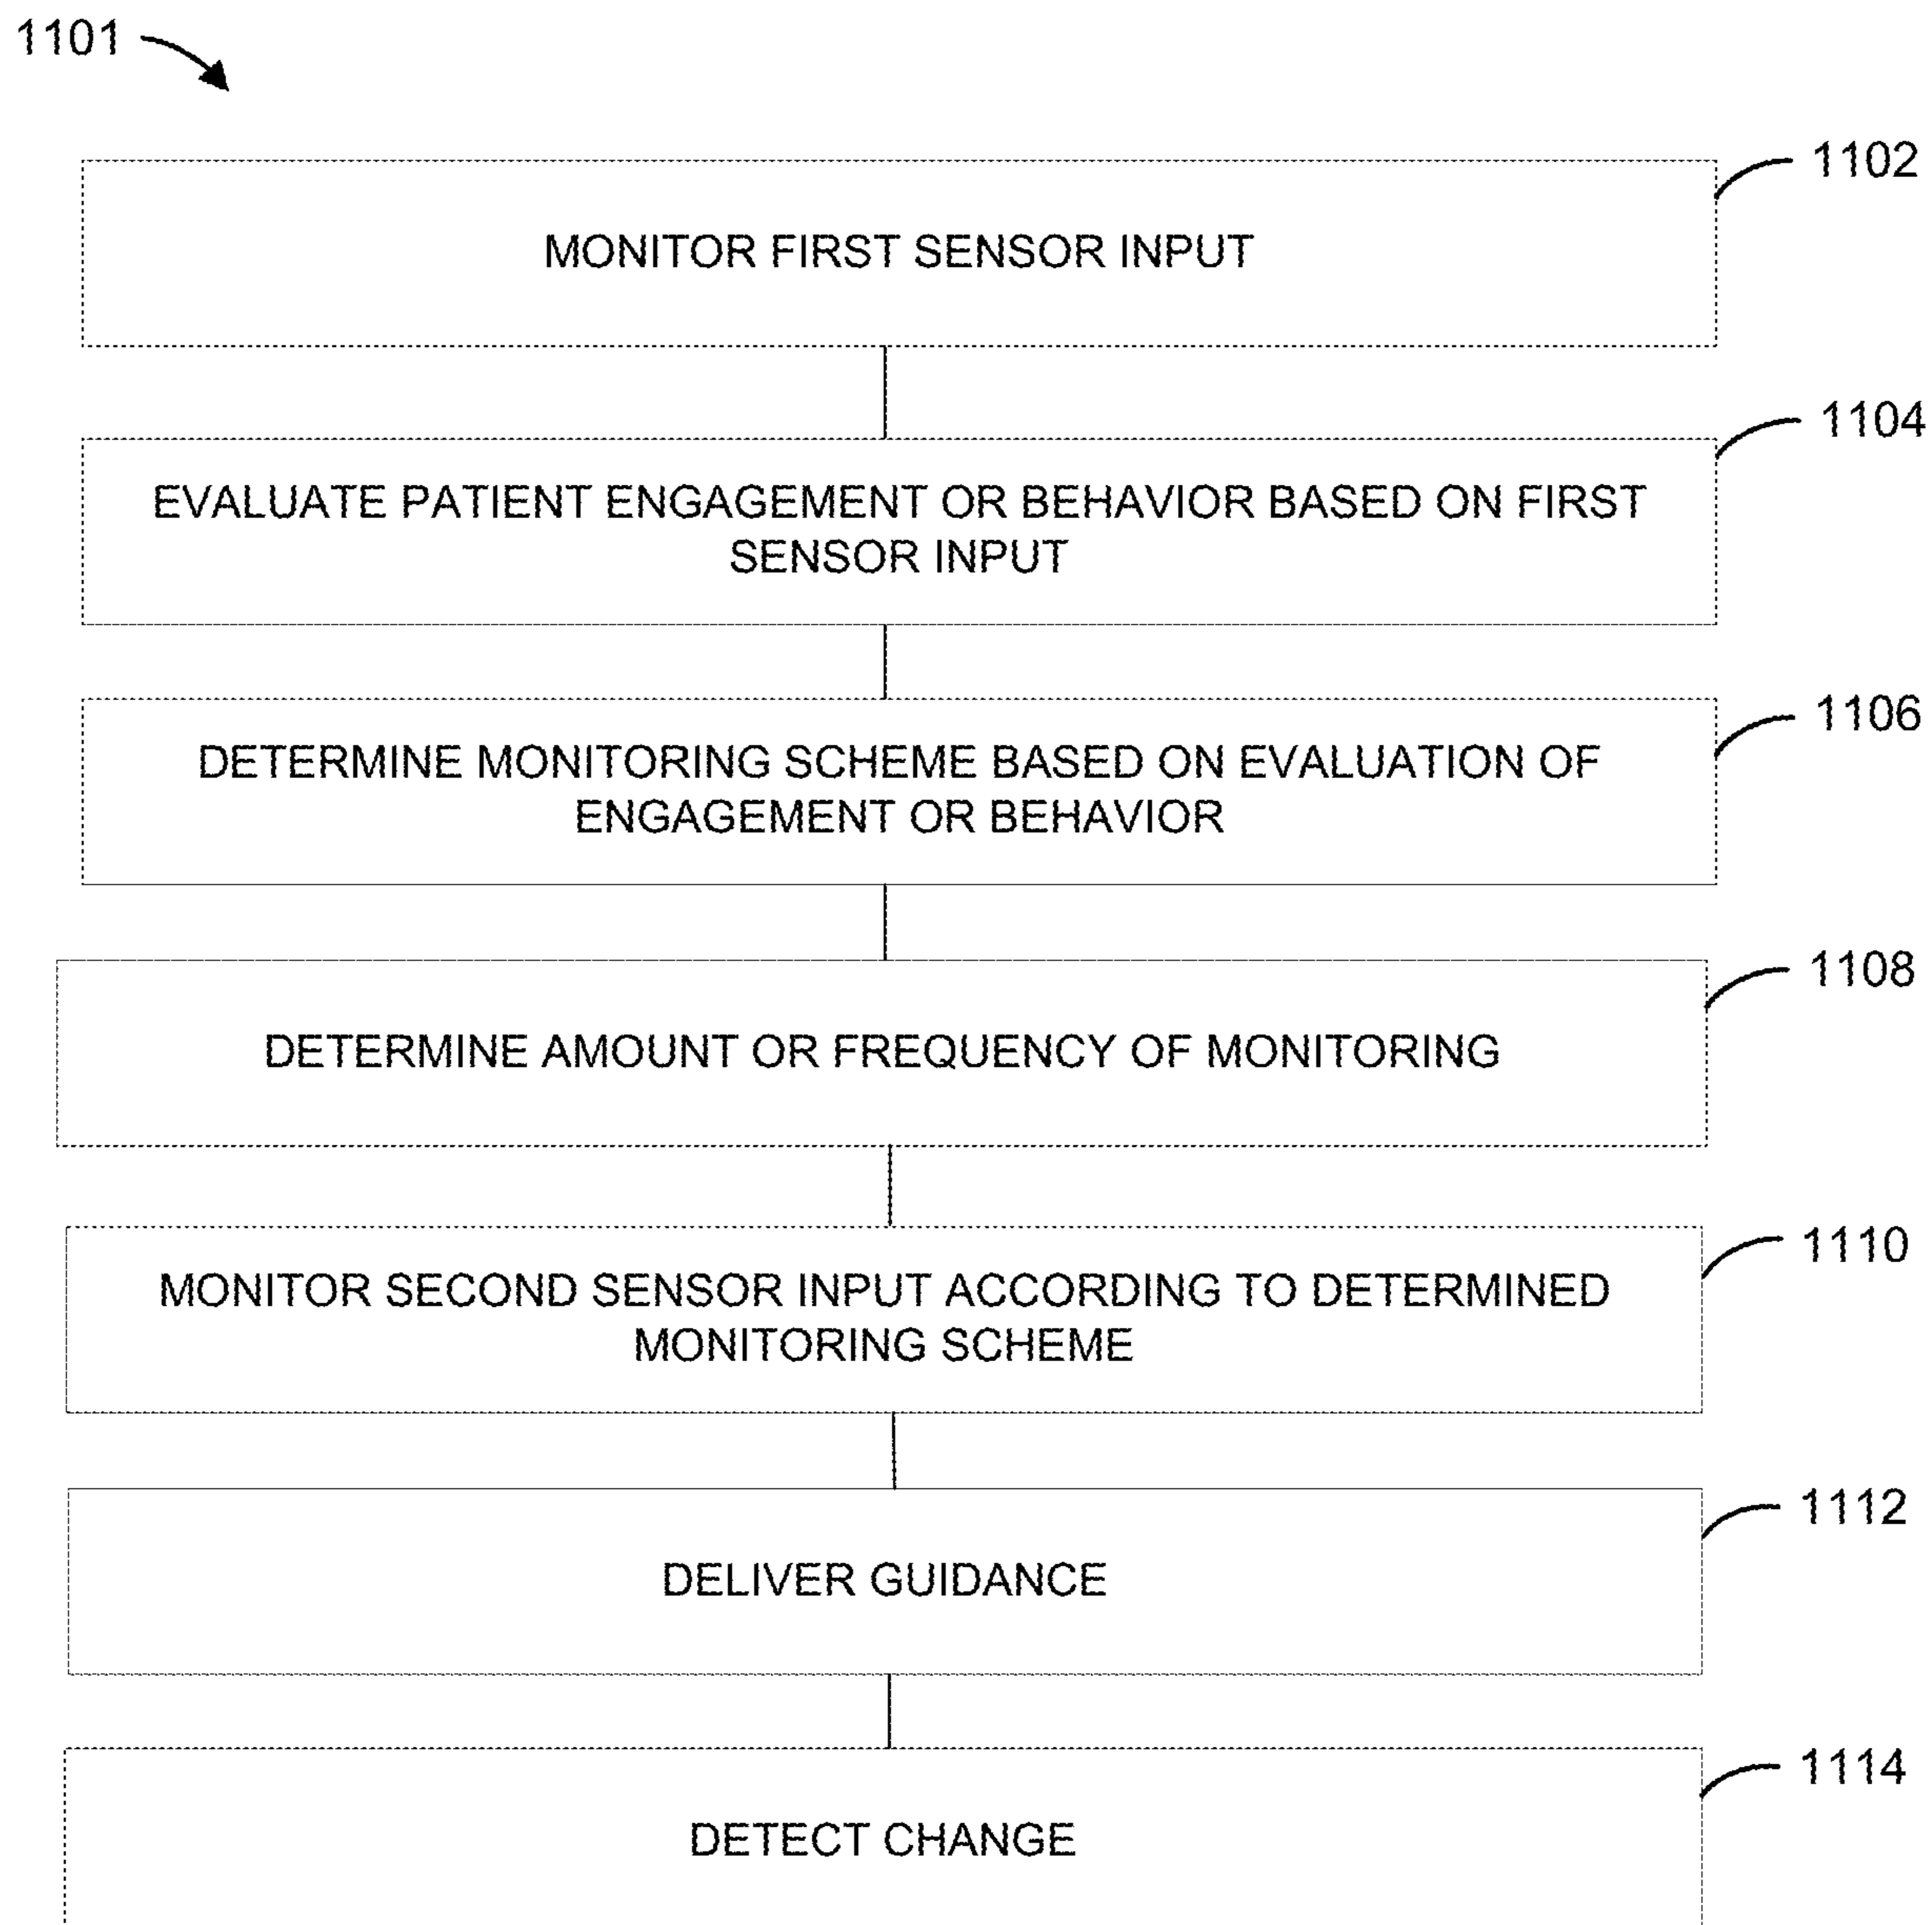 1101
1102
MONITOR FIRST SENSOR INPUT
1104
EVALUATE PATIENT ENGAGEMENT OR BEHAVIOR BASED ON FIRST
SENSOR INPUT
1106
DETERMINE MONITORING SCHEME BASED ON EVALUATION OF
ENGAGEMENT OR BEHAVIOR
1108
DETERMINE AMOUNT OR FREQUENCY OF MONITORING
1110
MONITOR SECOND SENSOR INPUT ACCORDING TO DETERMINED
MONITORING SCHEME
1112
DELIVER GUIDANCE
1114
DETECT CHANGE